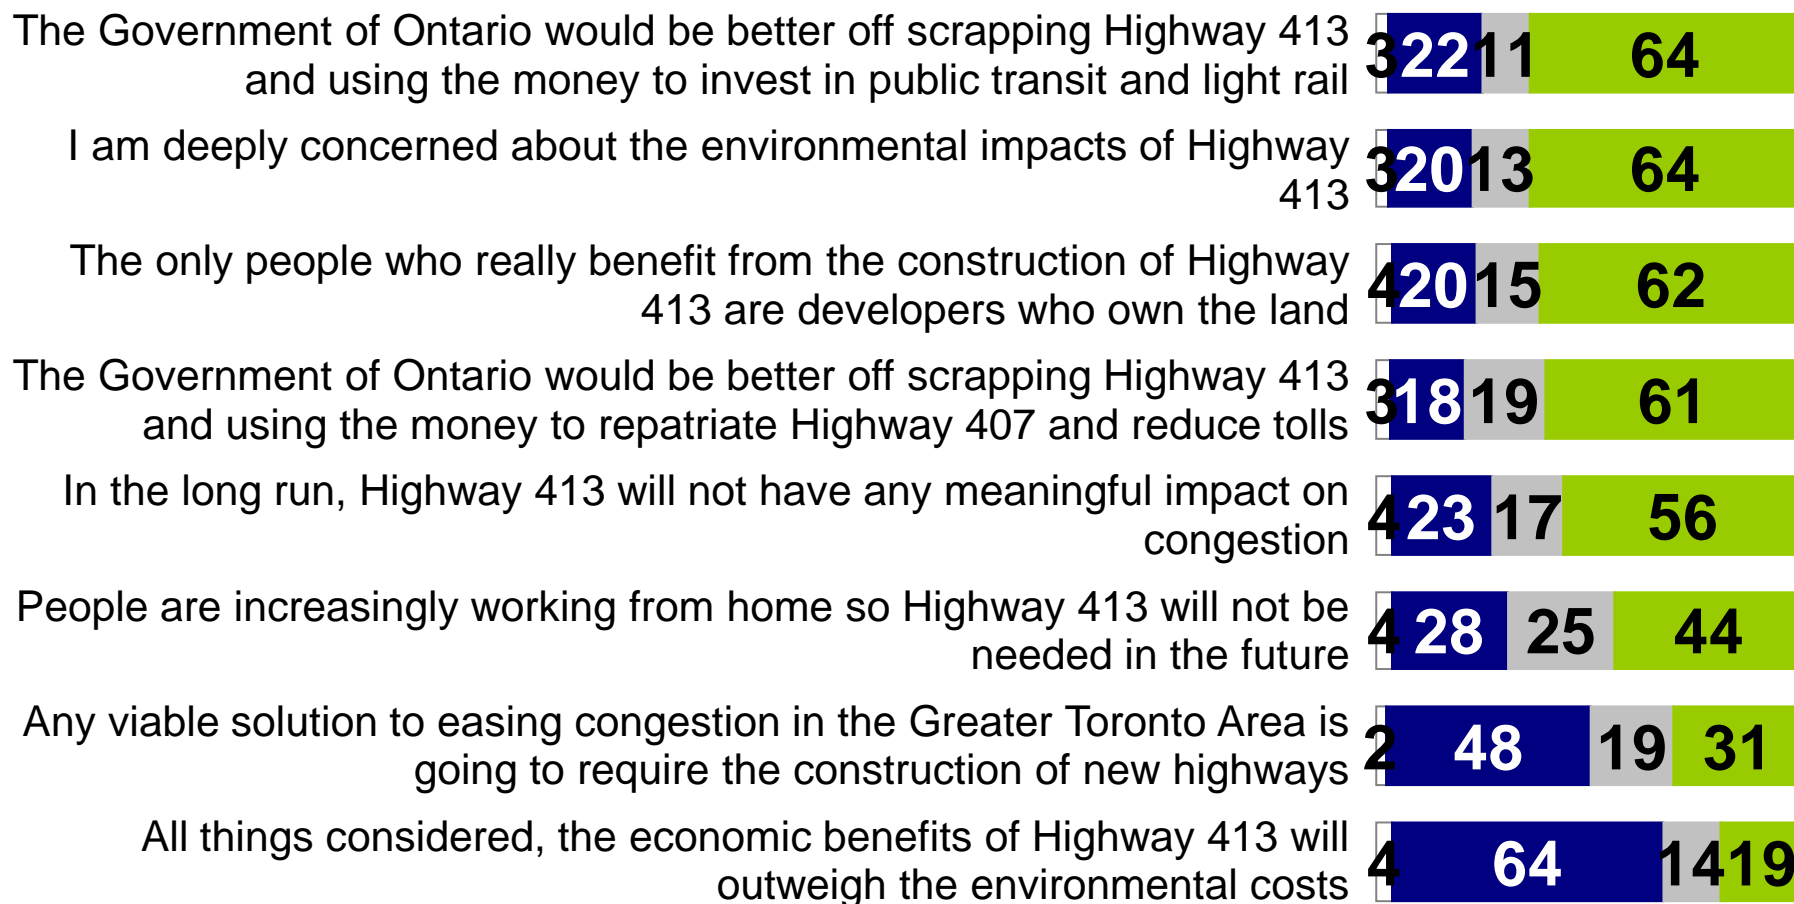 The Government of Ontario would be better off scrapping Highway 413
and using the money to invest in public transit and light rail
3 22 11 64
I am deeply concerned about the environmental impacts of Highway
413
3 20 13 64
The only people who really benefit from the construction of Highway
413 are developers who own the land
4 20 15 62
The Government of Ontario would be better off scrapping Highway 413
and using the money to repatriate Highway 407 and reduce tolls
3 18 19 61
In the long run, Highway 413 will not have any meaningful impact on
congestion
4 23 17 56
People are increasingly working from home so Highway 413 will not be
needed in the future
4 28 25 44
Any viable solution to easing congestion in the Greater Toronto Area is
going to require the construction of new highways
2 48 19 31
All things considered, the economic benefits of Highway 413 will
outweigh the environmental costs
4 64 14 19